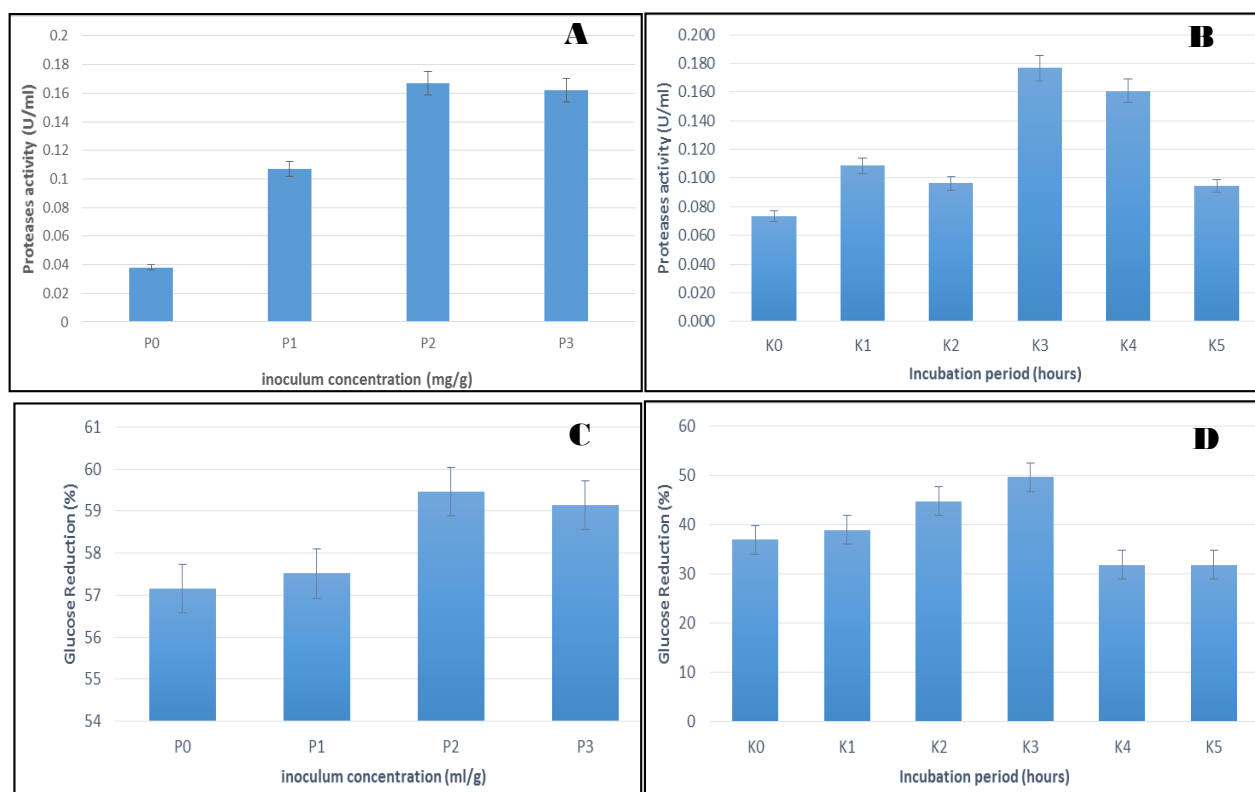 A
Proteases activity (U/ml)
0.2
0.18
0.16
0.14
0.12
0.1
0.08
0.06
0.04
0.02
0
P0 P1 P2 P3
inoculum concentration (mg/g)
B
Proteases activity (U/ml)
0.200
0.180
0.160
0.140
0.120
0.100
0.080
0.060
0.040
0.020
0.000
K0 K1 K2 K3 K4 K5
Incubation period (hours)
C
Glucose Reduction (%)
61
60
59
58
57
56
55
54
P0 P1 P2 P3
inoculum concentration (ml/g)
D
Glucose Reduction (%)
60
50
40
30
20
10
0
K0 K1 K2 K3 K4 K5
Incubation period (hours)